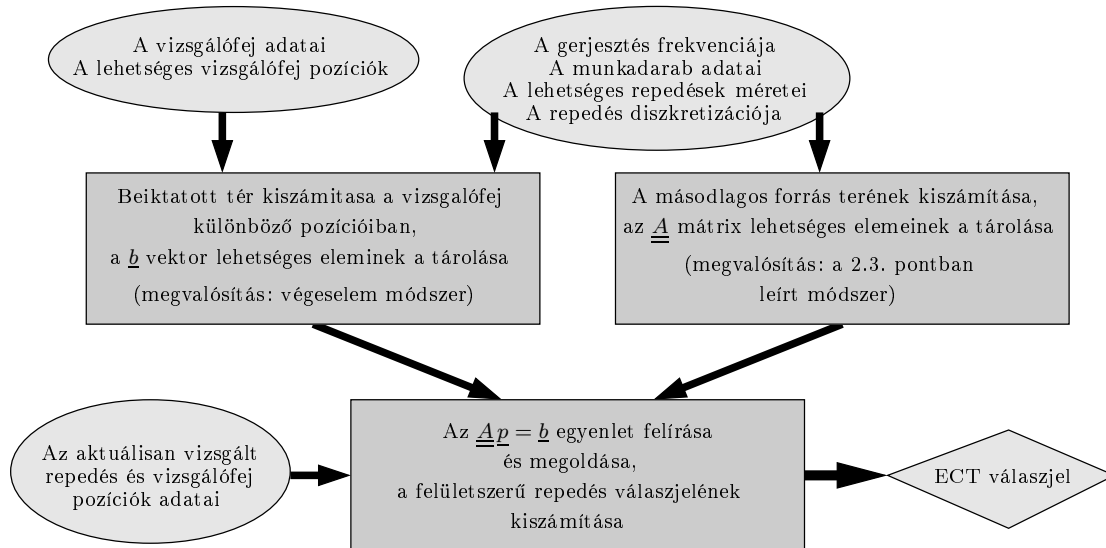 A vizsgálófej adatai
A lehetséges vizsgálófej pozíciók
A gerjesztés frekvenciája
A munkadarab adatai
A lehetséges repedések méretei
A repedés diszkretizációja
Beiktatott tér kiszámitasa a vizsgalófej
különböző pozícióiban,
a b vektor lehetséges eleminek a tárolása
(megvalósítás: végeselem módszer)
A másodlagos forrás terének kiszámítása,
az A mátrix lehetséges elemeinek a tárolása
(megvalósítás: a 2.3. pontban
leírt módszer)
Az aktuálisan vizsgált
repedés és vizsgálófej
pozíciók adatai
Az A p = b egyenlet felírása
és megoldása,
a felületszerű repedés válaszjelének
kiszámítása
ECT válaszjel